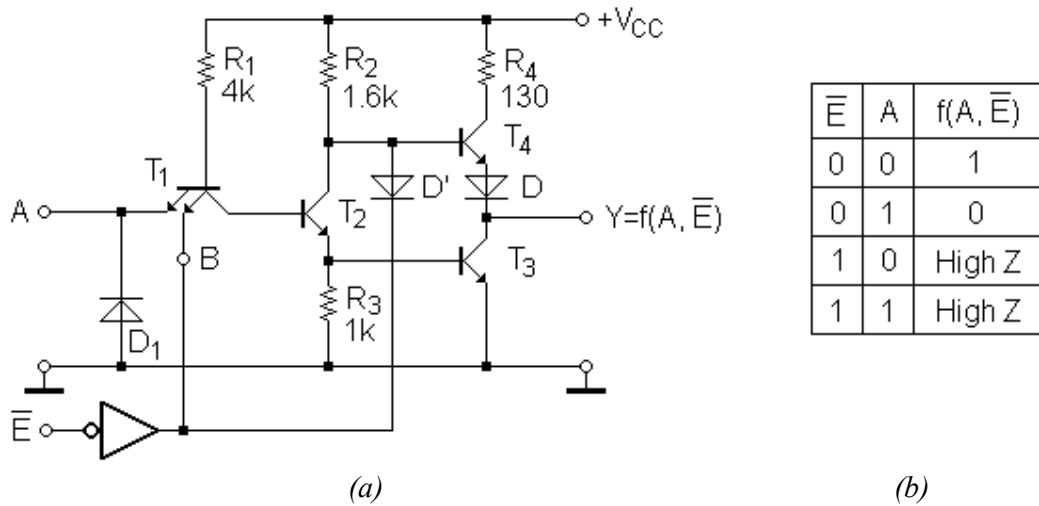 +V_CC
R_1
4k
R_2
1.6k
R_4
130
T_1
T_4
A
D'
D
T_2
Y=f(A, E̅)
B
T_3
R_3
1k
D_1
E̅
(a)
E̅ A f(A, E̅)
0 0 1
0 1 0
1 0 High Z
1 1 High Z
(b)